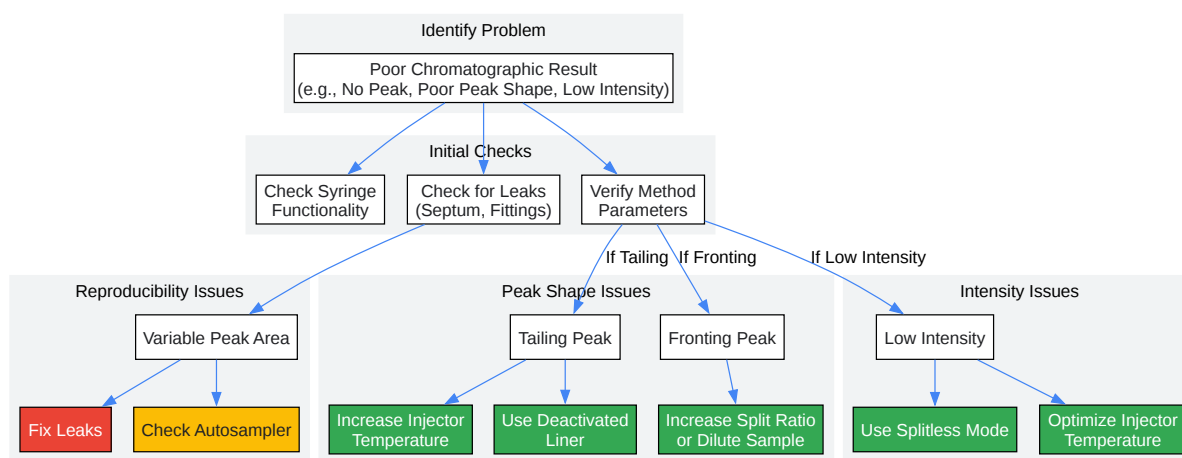 Identify Problem
Poor Chromatographic Result
(e.g., No Peak, Poor Peak Shape, Low Intensity)
Initial Checks
Check Syringe
Functionality
Check for Leaks
(Septum, Fittings)
Verify Method
Parameters
If Tailing
If Fronting
If Low Intensity
Reproducibility Issues
Peak Shape Issues
Intensity Issues
Variable Peak Area
Tailing Peak
Fronting Peak
Low Intensity
Fix Leaks
Check Autosampler
Increase Injector
Temperature
Use Deactivated
Liner
Increase Split Ratio
or Dilute Sample
Use Splitless Mode
Optimize Injector
Temperature